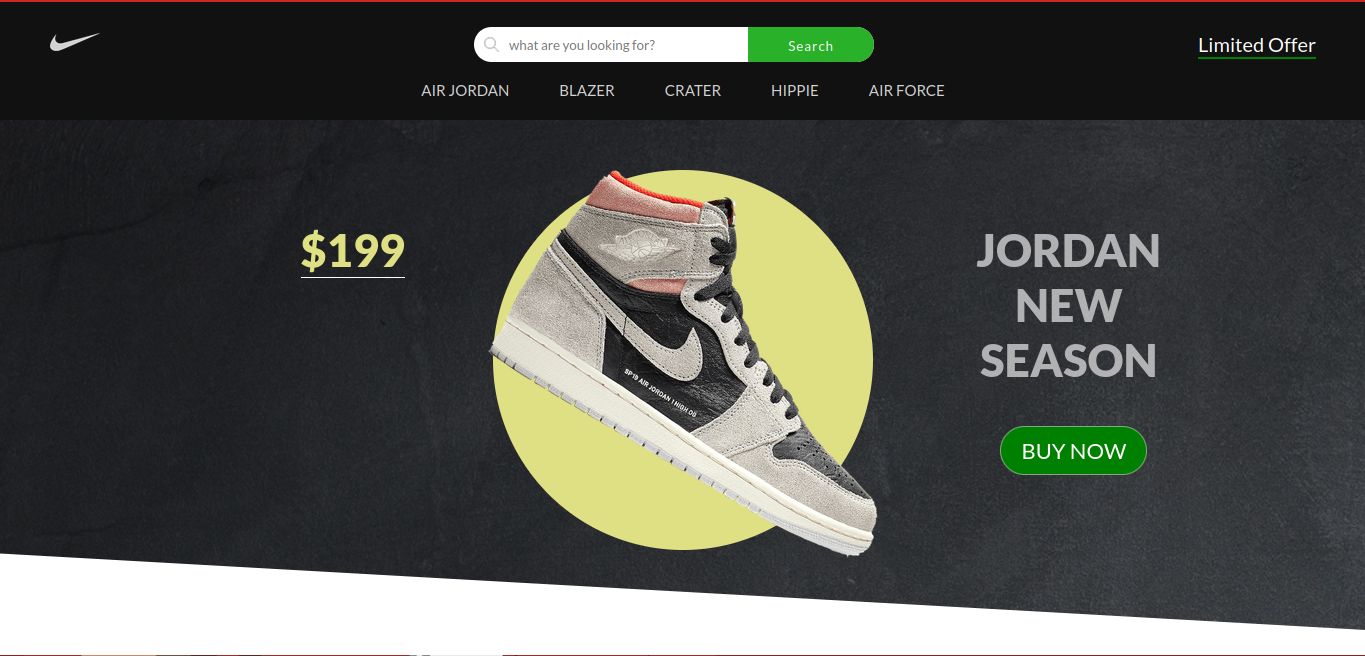 what are you looking for?
Search
Limited Offer
AIR JORDAN
BLAZER
CRATER
HIPPIE
AIR FORCE
$199
JORDAN
NEW
SEASON
BUY NOW
SP19 AIR JORDAN 1 HIGH OG